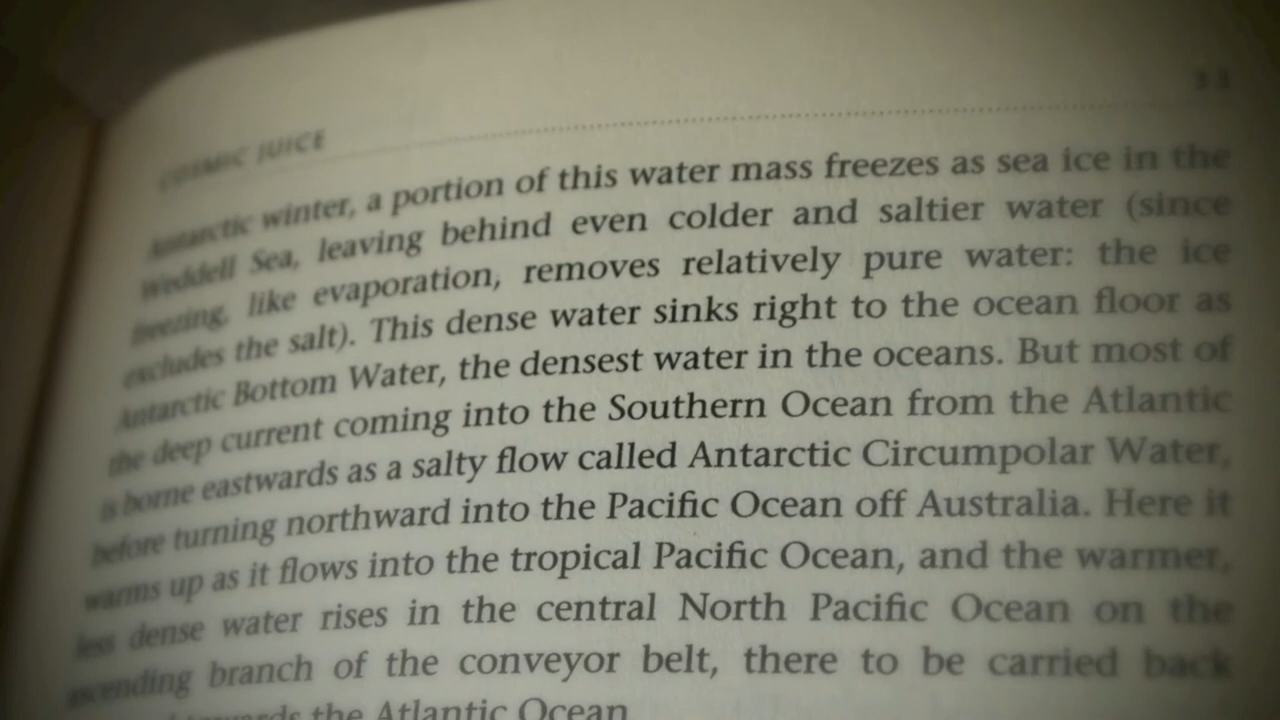 COSMIC JUICE
Antarctic winter, a portion of this water mass freezes as sea ice in the
Weddell Sea, leaving behind even colder and saltier water (since
freezing, like evaporation, removes relatively pure water: the ice
excludes the salt). This dense water sinks right to the ocean floor as
Antarctic Bottom Water, the densest water in the oceans. But most of
the deep current coming into the Southern Ocean from the Atlantic
is borne eastwards as a salty flow called Antarctic Circumpolar Water,
before turning northward into the Pacific Ocean off Australia. Here it
warms up as it flows into the tropical Pacific Ocean, and the warmer,
less dense water rises in the central North Pacific Ocean on the
ascending branch of the conveyor belt, there to be carried back
towards the Atlantic Ocean